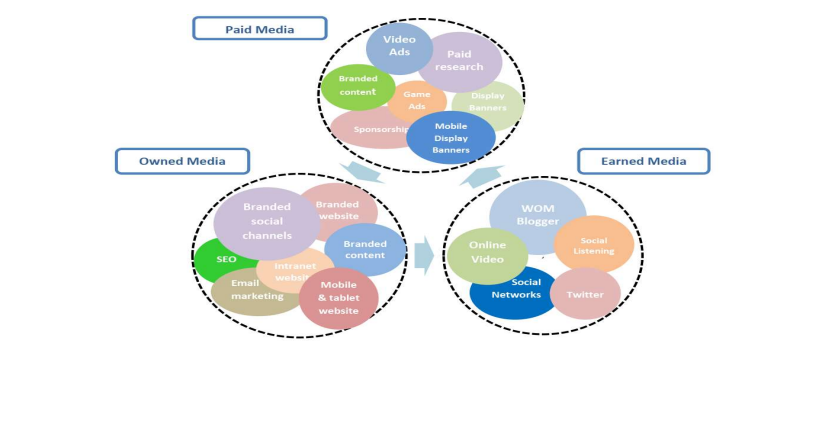 Paid Media
Video
Ads
Paid
research
Branded
content
Game
Ads
Display
Banners
Sponsorship
Mobile
Display
Banners
Owned Media
Earned Media
Branded
social
channels
Branded
website
Branded
content
SEO
Intranet
website
Email
marketing
Mobile
& tablet
website
WOM
Blogger
Social
Listening
Online
Video
Social
Networks
Twitter